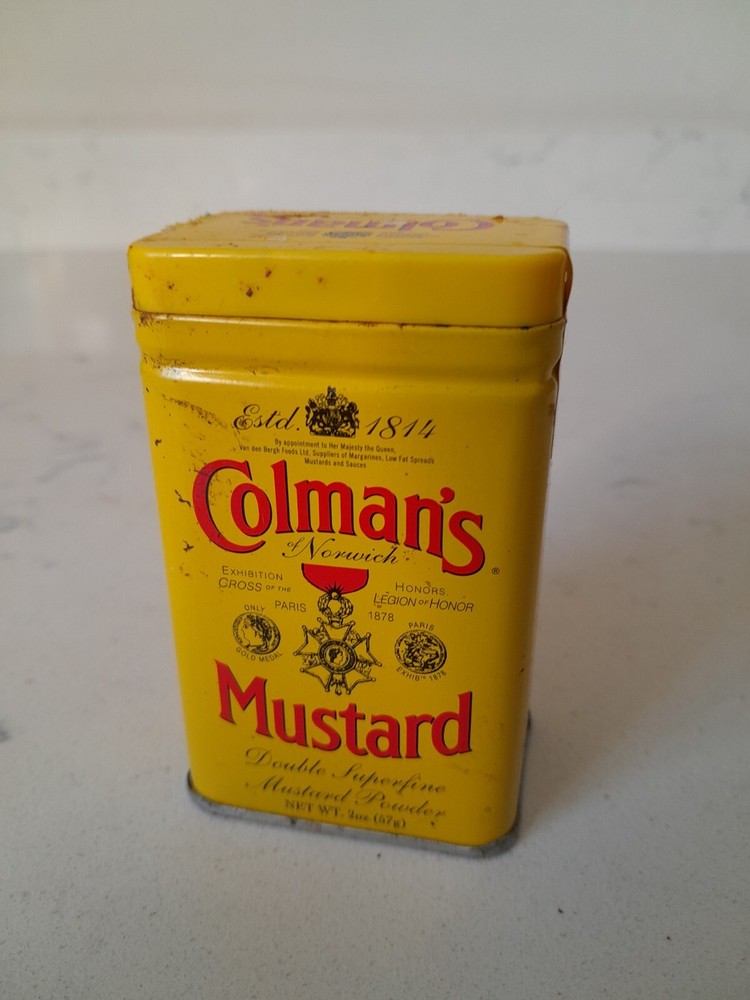 Colman's
Estd. 1814
By appointment to Her Majesty the Queen,
Van den Bergh Foods Ltd, Suppliers of Margarines, Low Fat Spreads
Mustards and Sauces
Colman's
of Norwich
®
EXHIBITION HONORS
CROSS OF THE LEGION OF HONOR
PARIS 1878
ONLY
GOLD MEDAL
PARIS
EXHIBTN 1878
Mustard
Double Superfine
Mustard Powder
NET WT. 2oz (57g)